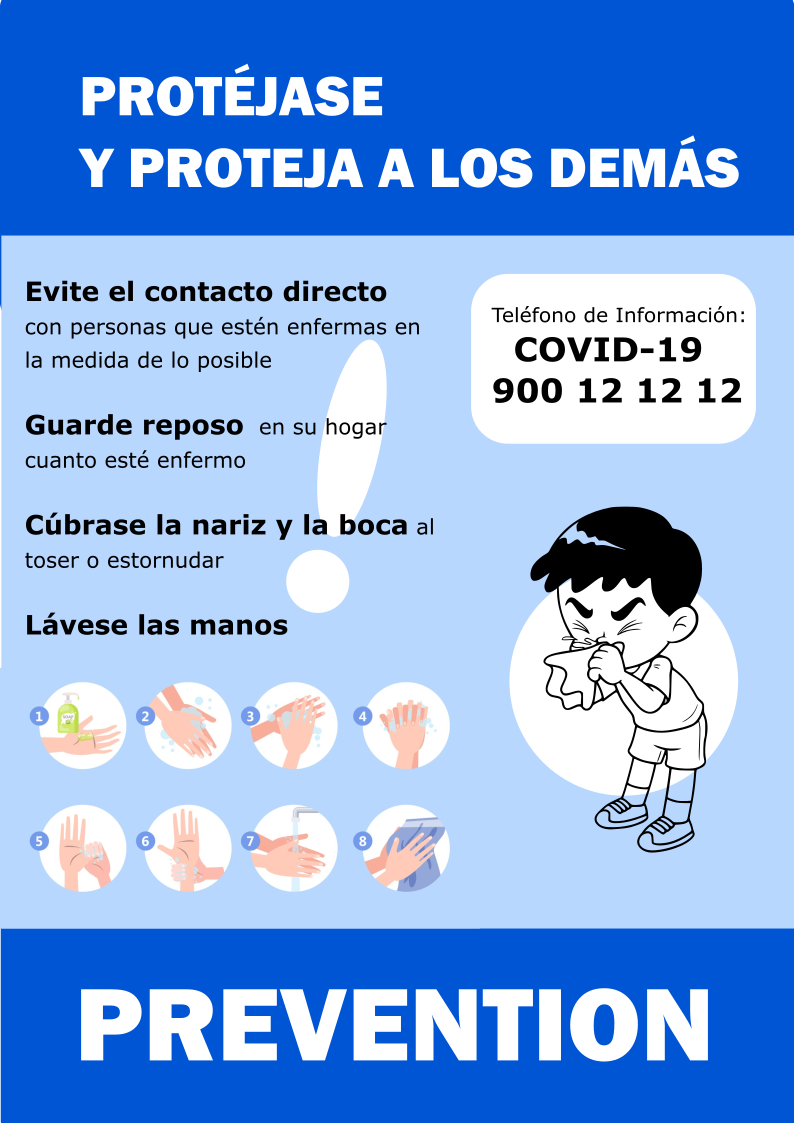 PROTÉJASE
Y PROTEJA A LOS DEMÁS
Evite el contacto directo
con personas que estén enfermas en
la medida de lo posible
Guarde reposo en su hogar
cuanto esté enfermo
Cúbrase la nariz y la boca al
toser o estornudar
Lávese las manos
Teléfono de Información:
COVID-19
900 12 12 12
1 2 3 4
5 6 7 8
PREVENTION